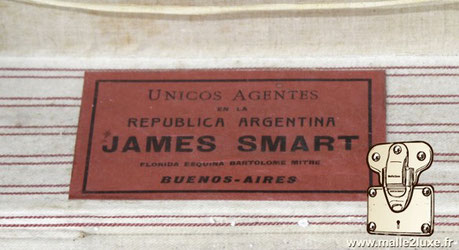 UNICOS AGENTES
EN LA
REPUBLICA ARGENTINA
JAMES SMART
FLORIDA ESQUINA BARTOLOME MITRE
BUENOS-AIRES
www.malle2luxe.fr